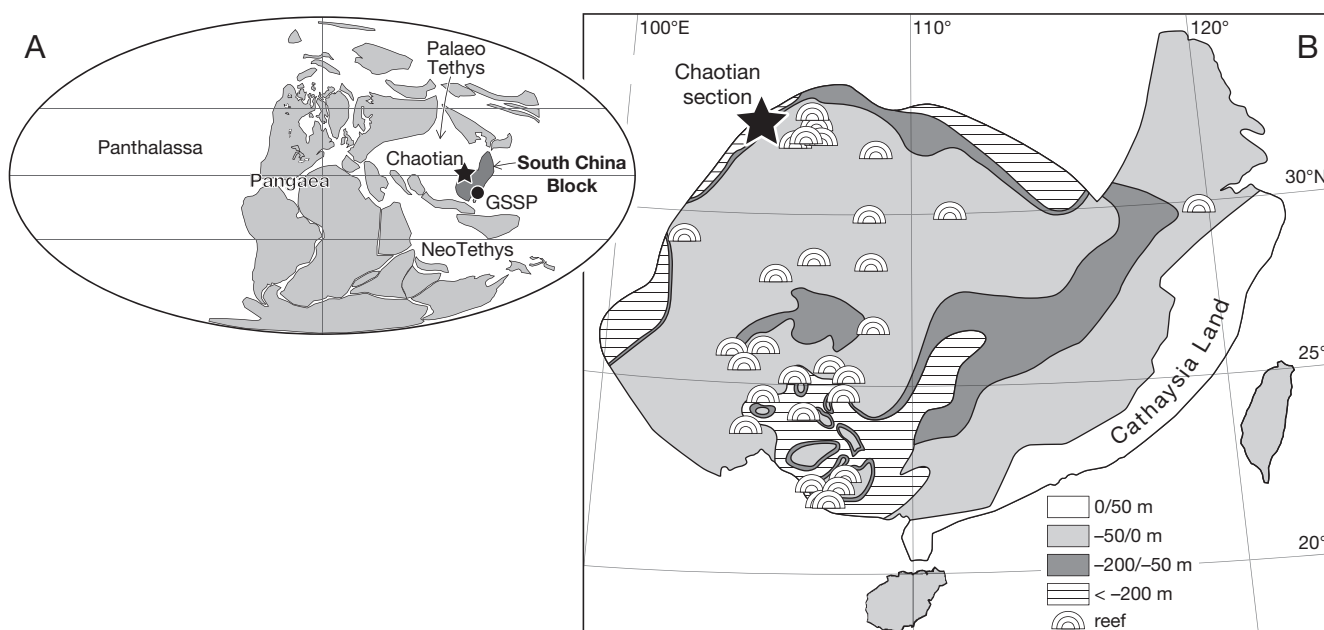 A
Palaeo
Tethys
Panthalassa
Chaotian
South China
Block
Pangaea
GSSP
NeoTethys
100°E
110°
120°
B
Chaotian
section
30°N
25°
Cathaysia Land
0/50 m
–50/0 m
–200/–50 m
20°
< –200 m
reef